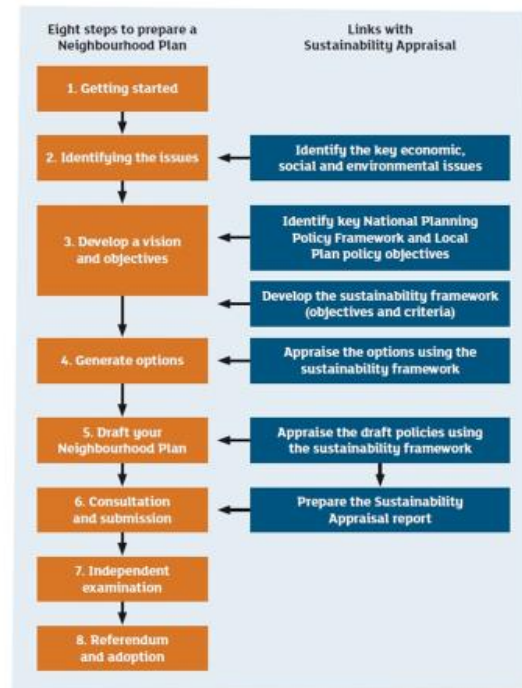 Eight steps to prepare a
Neighbourhood Plan
Links with
Sustainability Appraisal
1. Getting started
2. Identifying the issues
Identify the key economic,
social and environmental issues
3. Develop a vision
and objectives
Identify key National Planning
Policy Framework and Local
Plan policy objectives
Develop the sustainability framework
(objectives and criteria)
4. Generate options
Appraise the options using the
sustainability framework
5. Draft your
Neighbourhood Plan
Appraise the draft policies using
the sustainability framework
6. Consultation
and submission
Prepare the Sustainability
Appraisal report
7. Independent
examination
8. Referendum
and adoption